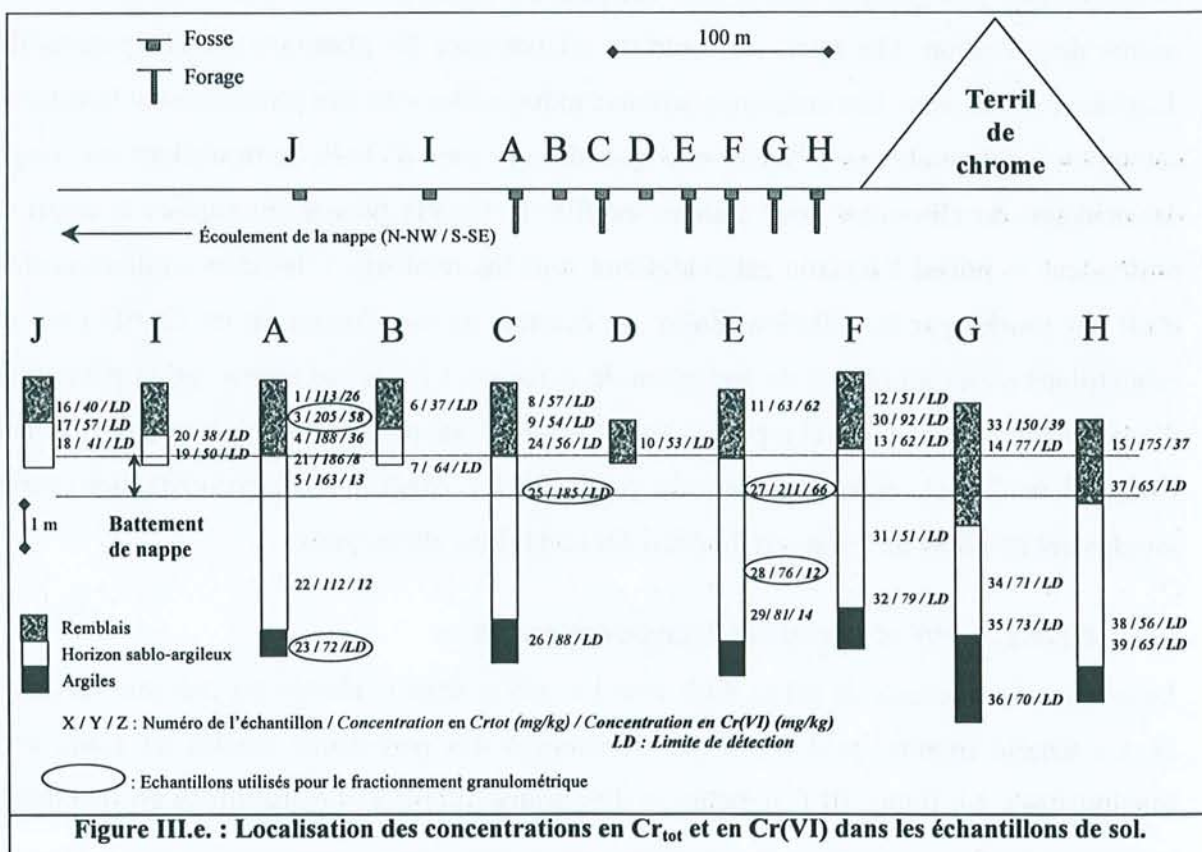 Fosse
Forage
100 m
Terril
de
chrome
J I A B C D E F G H
Écoulement de la nappe (N-NW / S-SE)
J I A B C D E F G H
16 / 40 / LD
17 / 57 / LD
18 / 41 / LD
20 / 38 / LD
19 / 50 / LD
1 / 113 / 26
3 / 205 / 58
4 / 188 / 36
21 / 186 / 8
5 / 163 / 13
22 / 112 / 12
23 / 72 / LD
6 / 37 / LD
7 / 64 / LD
8 / 57 / LD
9 / 54 / LD
24 / 56 / LD
25 / 185 / LD
26 / 88 / LD
10 / 53 / LD
11 / 63 / 62
27 / 211 / 66
28 / 76 / 12
29 / 81 / 14
12 / 51 / LD
30 / 92 / LD
13 / 62 / LD
31 / 51 / LD
32 / 79 / LD
33 / 150 / 39
14 / 77 / LD
34 / 71 / LD
35 / 73 / LD
36 / 70 / LD
15 / 175 / 37
37 / 65 / LD
38 / 56 / LD
39 / 65 / LD
1 m
Battement
de nappe
Remblais
Horizon sablo-argileux
Argiles
X / Y / Z : Numéro de l'échantillon / Concentration en Crtot (mg/kg) / Concentration en Cr(VI) (mg/kg)
LD : Limite de détection
: Echantillons utilisés pour le fractionnement granulométrique
Figure III.e. : Localisation des concentrations en Crtot et en Cr(VI) dans les échantillons de sol.